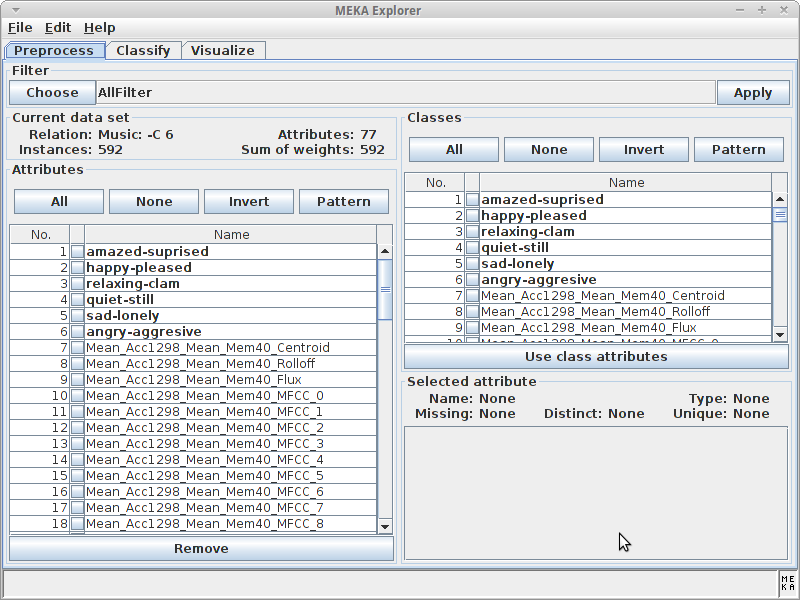 MEKA Explorer
File Edit Help
Preprocess Classify Visualize
Filter
Choose AllFilter Apply
Current data set
Relation: Music: -C 6 Attributes: 77
Instances: 592 Sum of weights: 592
Attributes
All None Invert Pattern
No. Name
1 amazed-suprised
2 happy-pleased
3 relaxing-clam
4 quiet-still
5 sad-lonely
6 angry-aggresive
7 Mean_Acc1298_Mean_Mem40_Centroid
8 Mean_Acc1298_Mean_Mem40_Rolloff
9 Mean_Acc1298_Mean_Mem40_Flux
10 Mean_Acc1298_Mean_Mem40_MFCC_0
11 Mean_Acc1298_Mean_Mem40_MFCC_1
12 Mean_Acc1298_Mean_Mem40_MFCC_2
13 Mean_Acc1298_Mean_Mem40_MFCC_3
14 Mean_Acc1298_Mean_Mem40_MFCC_4
15 Mean_Acc1298_Mean_Mem40_MFCC_5
16 Mean_Acc1298_Mean_Mem40_MFCC_6
17 Mean_Acc1298_Mean_Mem40_MFCC_7
18 Mean_Acc1298_Mean_Mem40_MFCC_8
Remove
Classes
All None Invert Pattern
No. Name
1 amazed-suprised
2 happy-pleased
3 relaxing-clam
4 quiet-still
5 sad-lonely
6 angry-aggresive
7 Mean_Acc1298_Mean_Mem40_Centroid
8 Mean_Acc1298_Mean_Mem40_Rolloff
9 Mean_Acc1298_Mean_Mem40_Flux
10 Mean_Acc1298_Mean_Mem40_MFCC_0
Use class attributes
Selected attribute
Name: None Type: None
Missing: None Distinct: None Unique: None
ME
KA